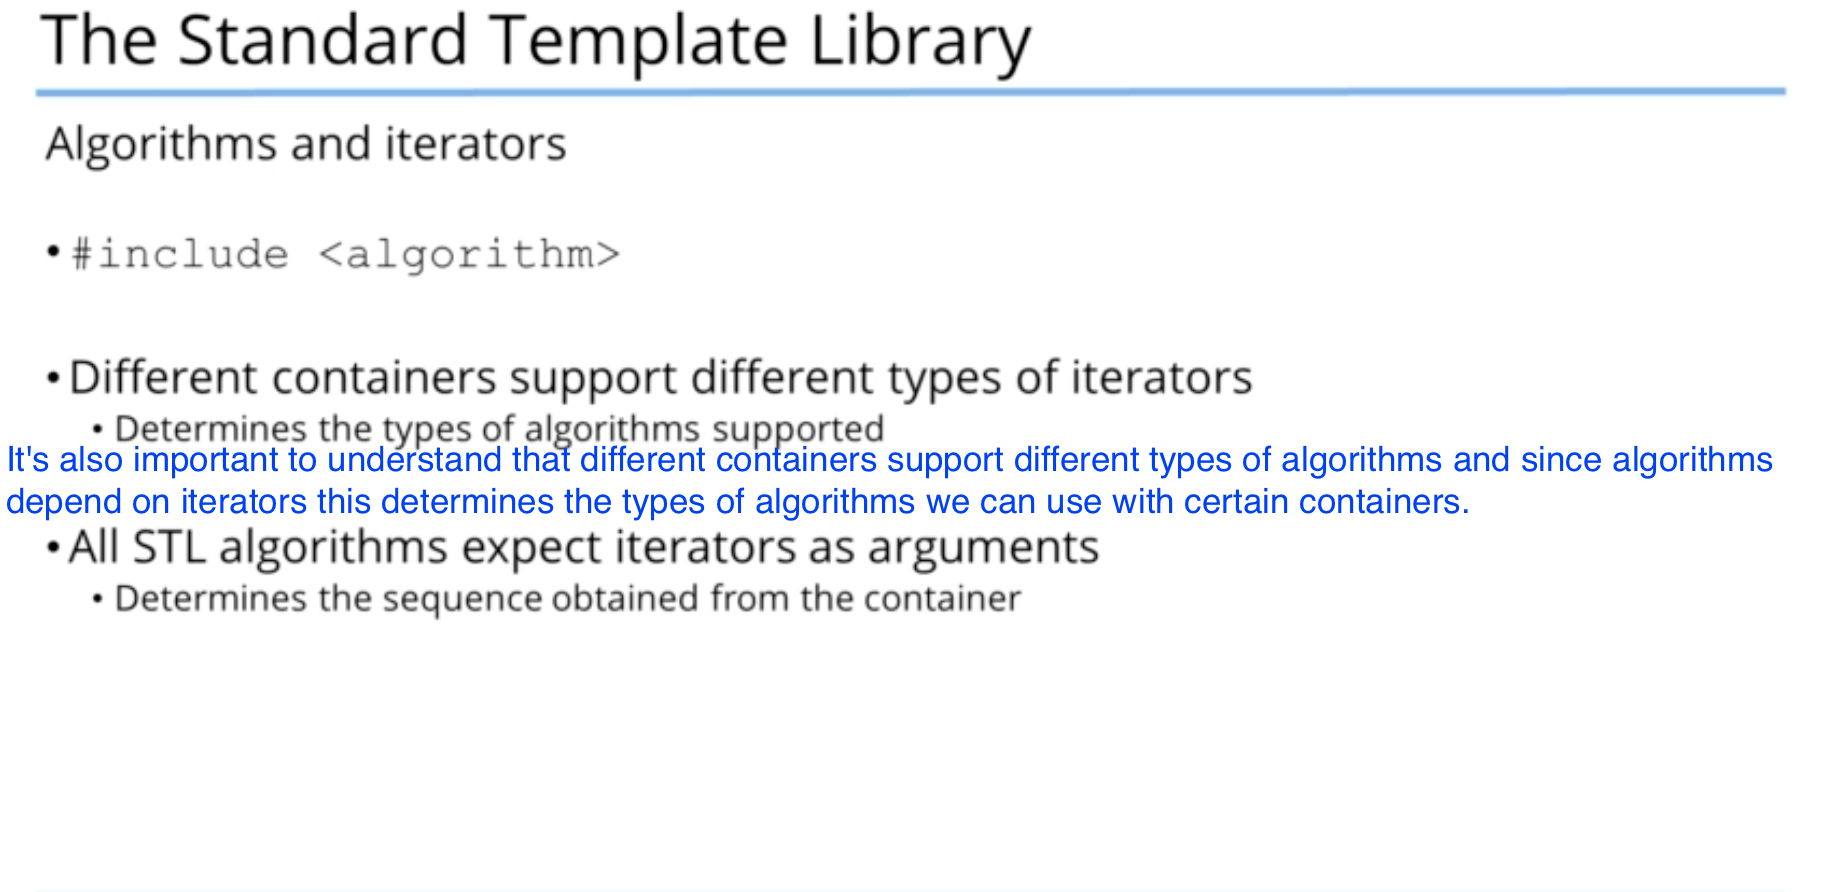 The Standard Template Library
Algorithms and iterators
• #include <algorithm>
• Different containers support different types of iterators
• Determines the types of algorithms supported
It's also important to understand that different containers support different types of algorithms and since algorithms
depend on iterators this determines the types of algorithms we can use with certain containers.
• All STL algorithms expect iterators as arguments
• Determines the sequence obtained from the container